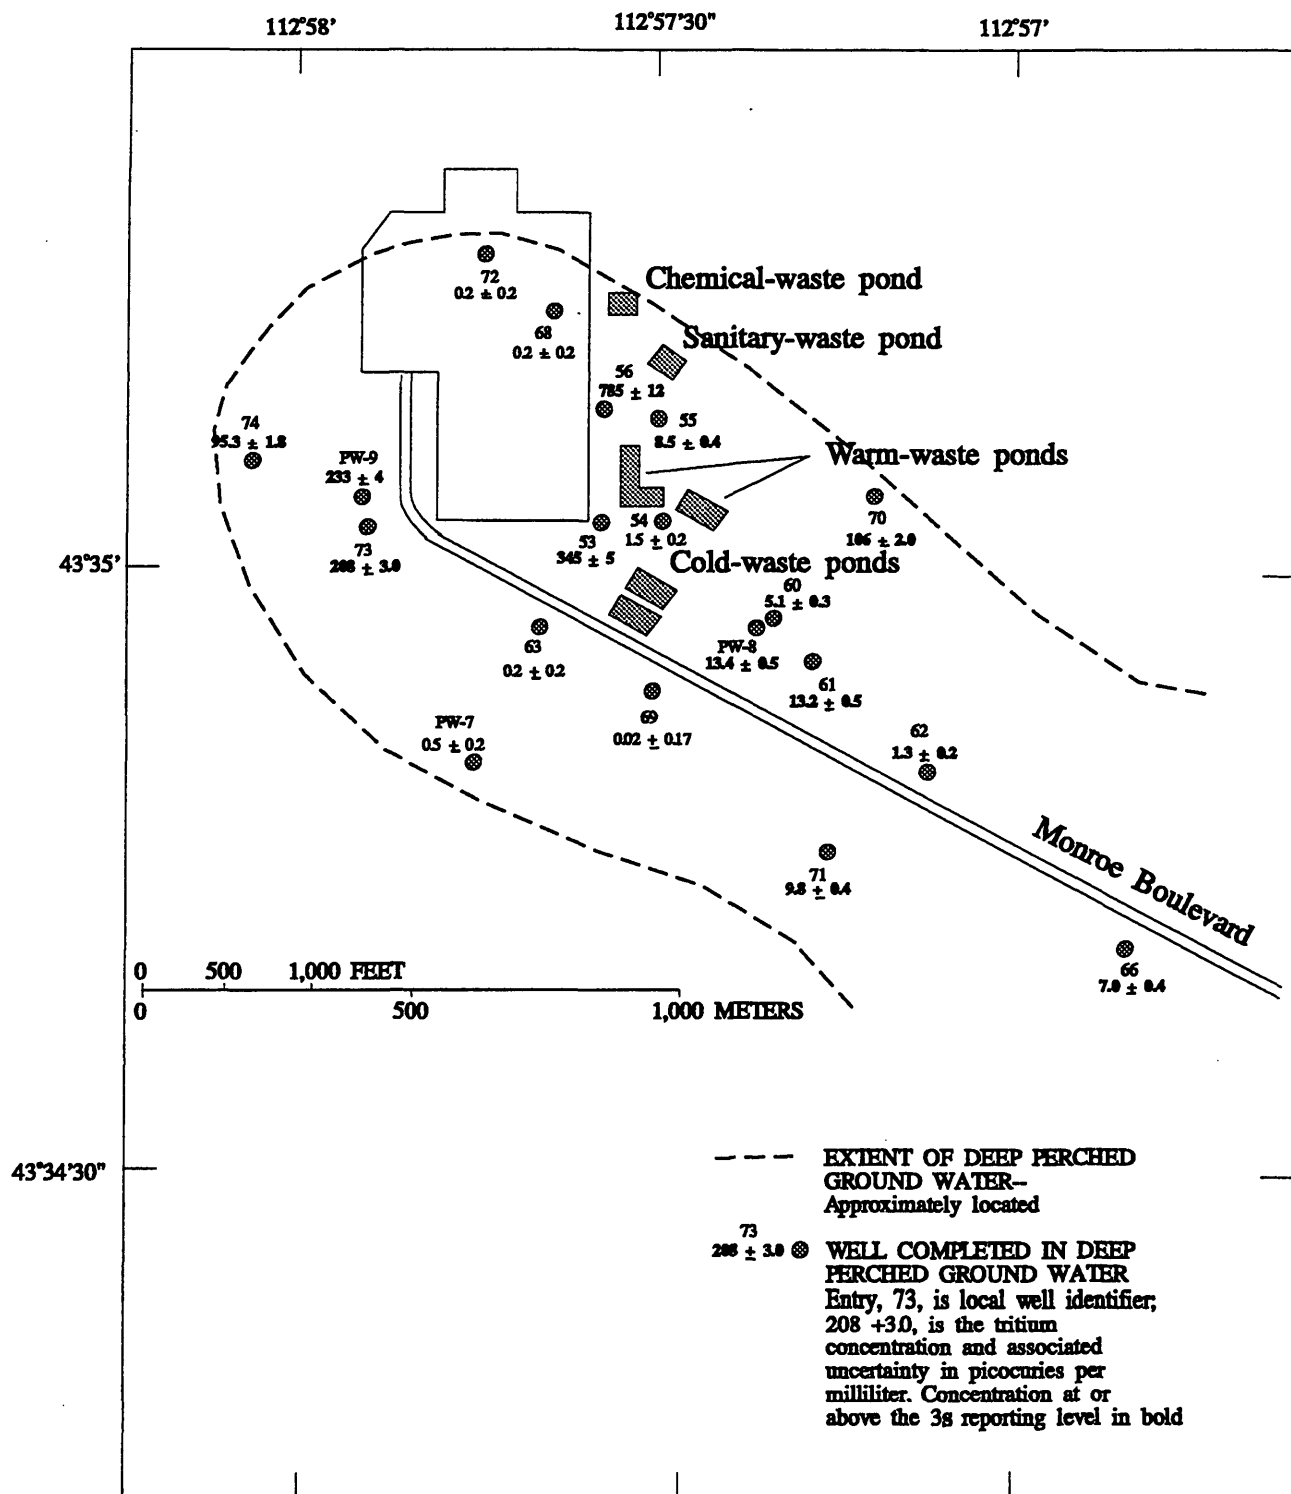 112°58'
112°57'30"
112°57'
Chemical-waste pond
72
0.2 ± 0.2
68
0.2 ± 0.2
Sanitary-waste pond
56
785 ± 12
55
8.5 ± 0.4
74
95.3 ± 1.8
PW-9
233 ± 4
Warm-waste ponds
73
208 ± 3.0
53
345 ± 5
54
1.5 ± 0.2
70
106 ± 2.0
43°35'
Cold-waste ponds
60
5.1 ± 0.3
63
0.2 ± 0.2
PW-8
13.4 ± 0.5
61
13.2 ± 0.5
69
0.02 ± 0.17
PW-7
0.5 ± 0.2
62
1.3 ± 0.2
Monroe Boulevard
71
9.8 ± 0.4
66
7.0 ± 0.4
0 500 1,000 FEET
0 500 1,000 METERS
43°34'30"
EXTENT OF DEEP PERCHED
GROUND WATER--
Approximately located
73
208 ± 3.0
WELL COMPLETED IN DEEP
PERCHED GROUND WATER
Entry, 73, is local well identifier;
208 +3.0, is the tritium
concentration and associated
uncertainty in picocuries per
milliliter. Concentration at or
above the 3s reporting level in bold